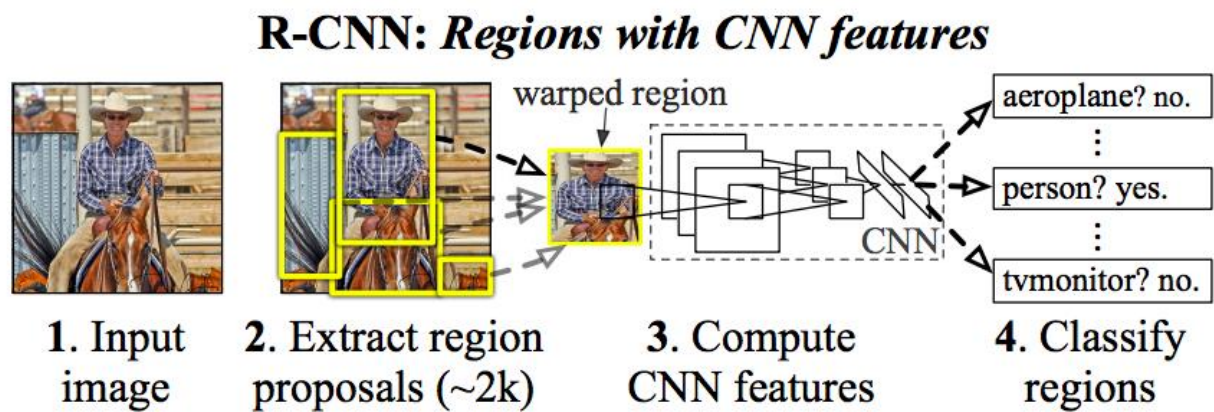 R-CNN: Regions with CNN features
warped region
aeroplane? no.
⋮
person? yes.
⋮
tvmonitor? no.
CNN
1. Input
image
2. Extract region
proposals (~2k)
3. Compute
CNN features
4. Classify
regions